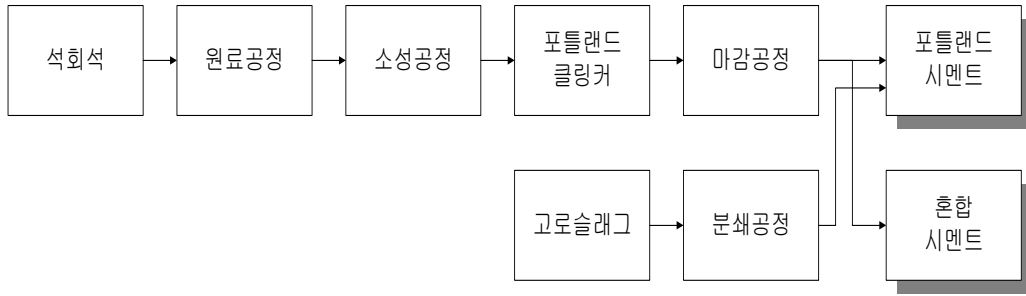 석회석
원료공정
소성공정
포틀랜드
클링커
마감공정
포틀랜드
시멘트
고로슬래그
분쇄공정
혼합
시멘트